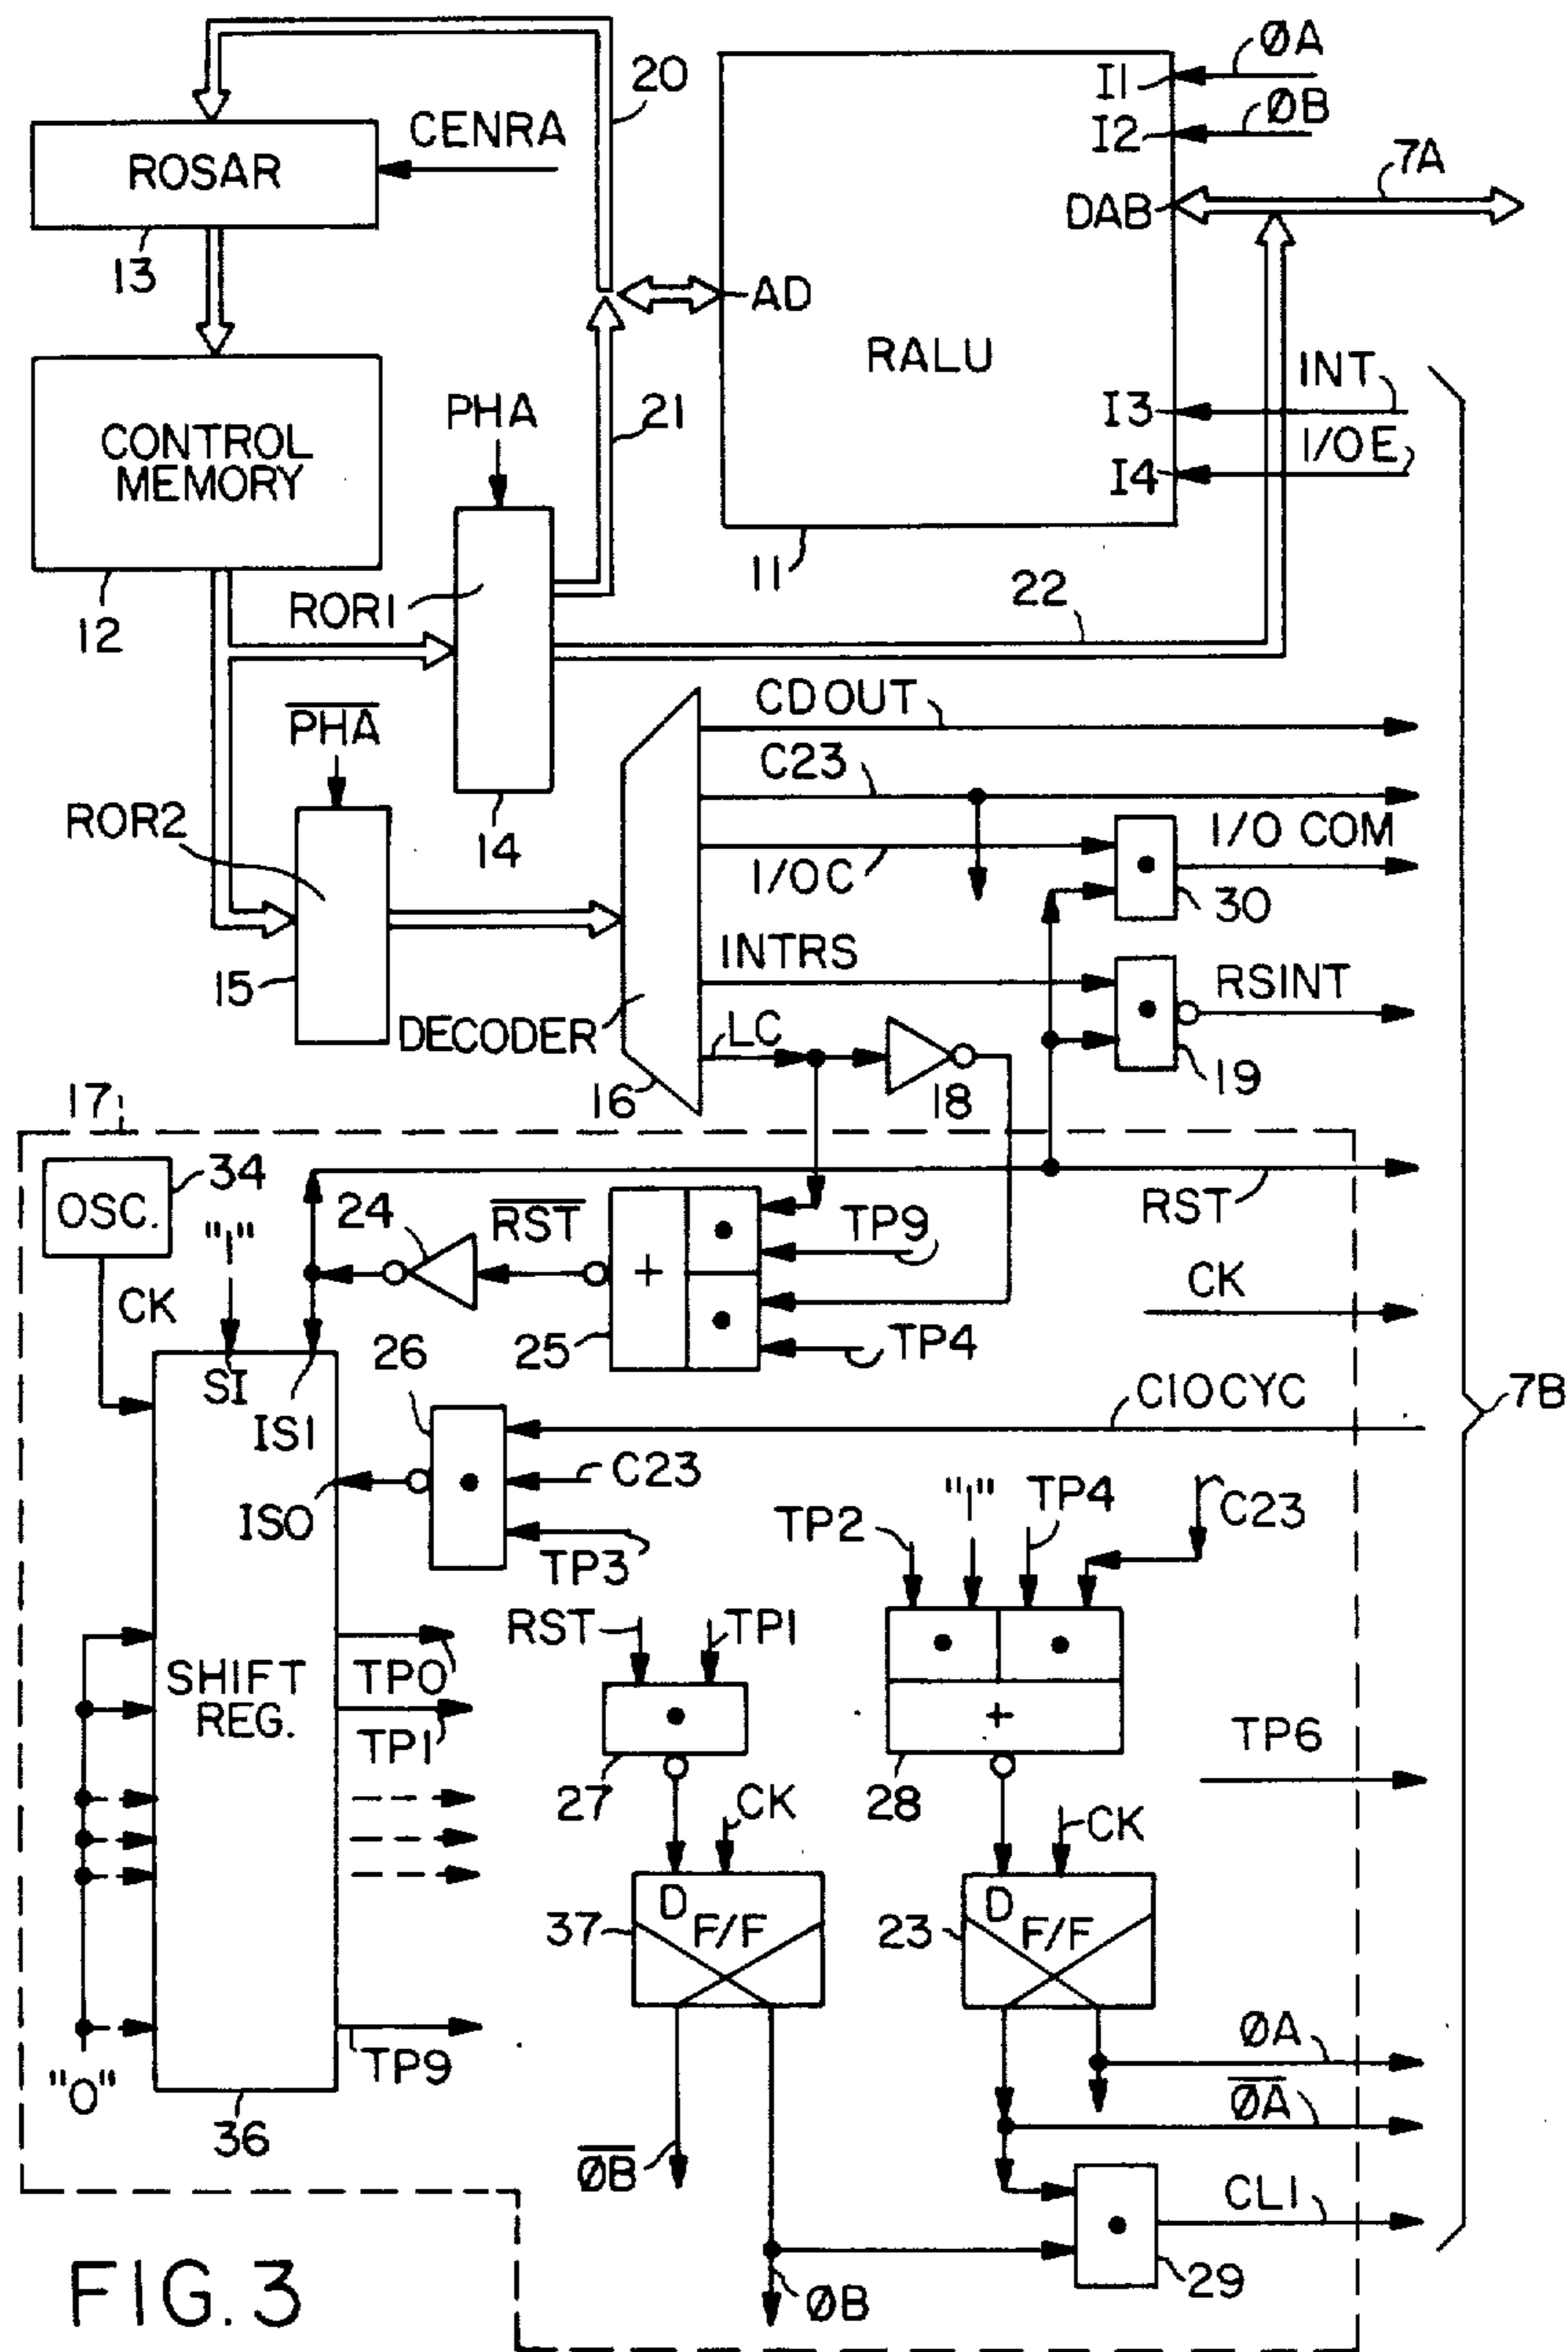 ØA
20
I1
ØB
CENRA
I2
7A
ROSAR
DAB
13
AD
RALU
INT
PHA
21
I3
CONTROL
MEMORY
I/OE
I4
11
22
RORI
12
CDOUT
PHA
C23
ROR2
I/O COM
14
I/OC
30
INTRS
RSINT
15
DECODER
LC
16
18
19
17
34
OSC.
24
RST
RST
"1"
TP9
+
CK
CK
26
25
TP4
SI
CIOCYC
7B
IS1
C23
"1"
TP4
ISO
C23
TP2
TP3
RST
TP1
SHIFT
REG.
TPO
+
TP1
TP6
27
CK
28
CK
D
F/F
D
F/F
37
23
ØA
TP9
"0"
ØA
36
ØB
CL1
29
ØB
FIG. 3